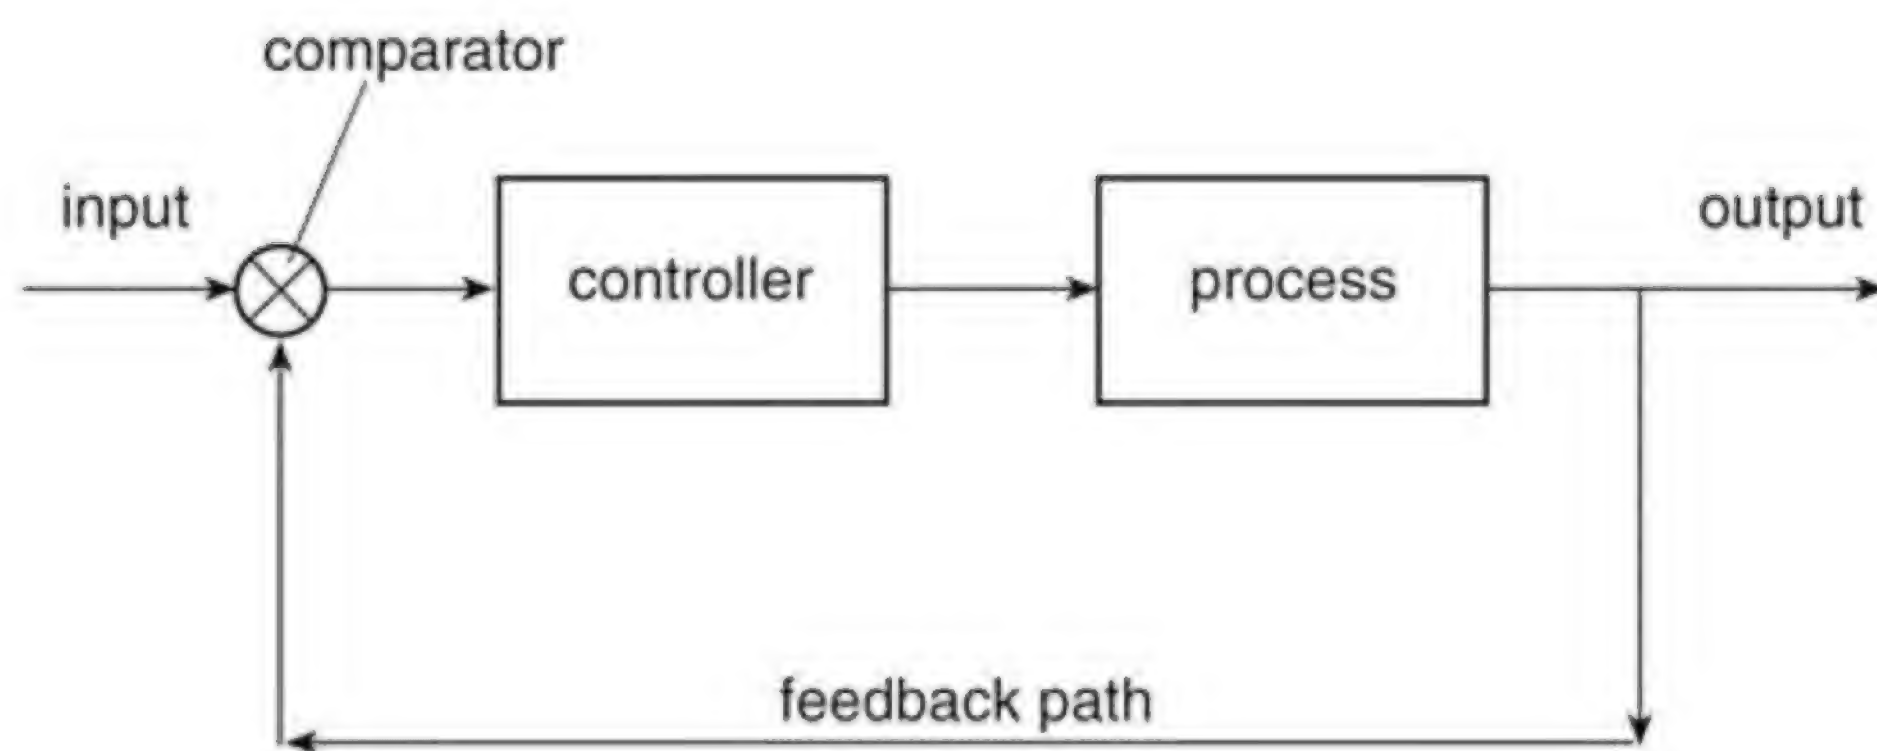 comparator
input
controller
process
output
feedback path